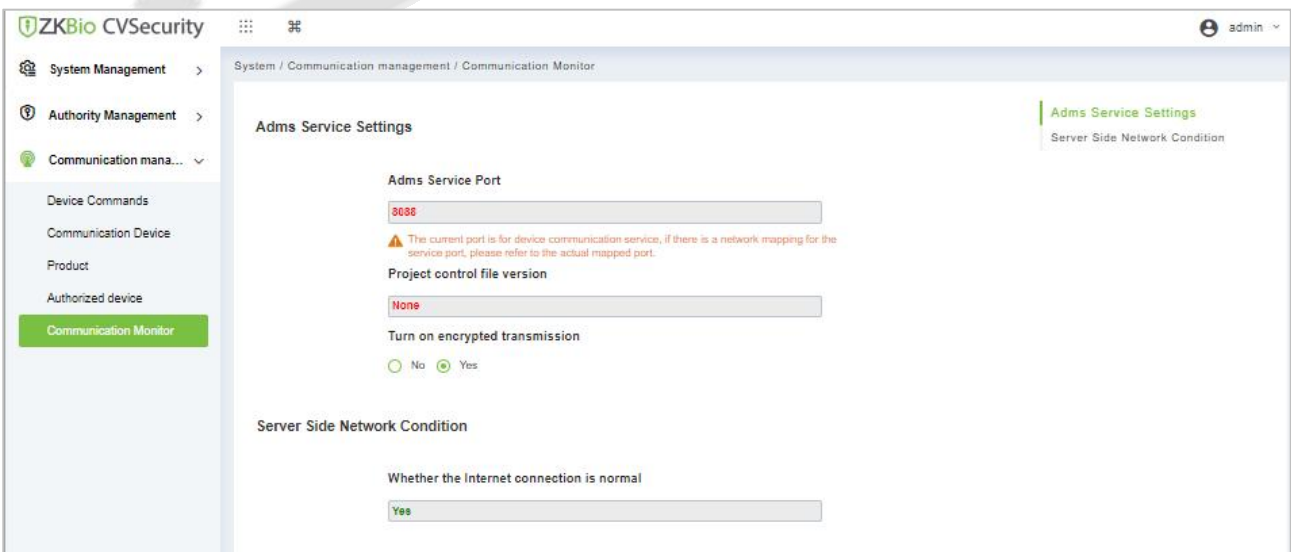 ZKBio CVSecurity
admin
System Management
System / Communication management / Communication Monitor
Authority Management
Adms Service Settings
Adms Service Settings
Server Side Network Condition
Communication mana...
Adms Service Port
Device Commands
8088
Communication Device
The current port is for device communication service, if there is a network mapping for the
service port, please refer to the actual mapped port.
Product
Project control file version
Authorized device
None
Communication Monitor
Turn on encrypted transmission
No Yes
Server Side Network Condition
Whether the Internet connection is normal
Yes